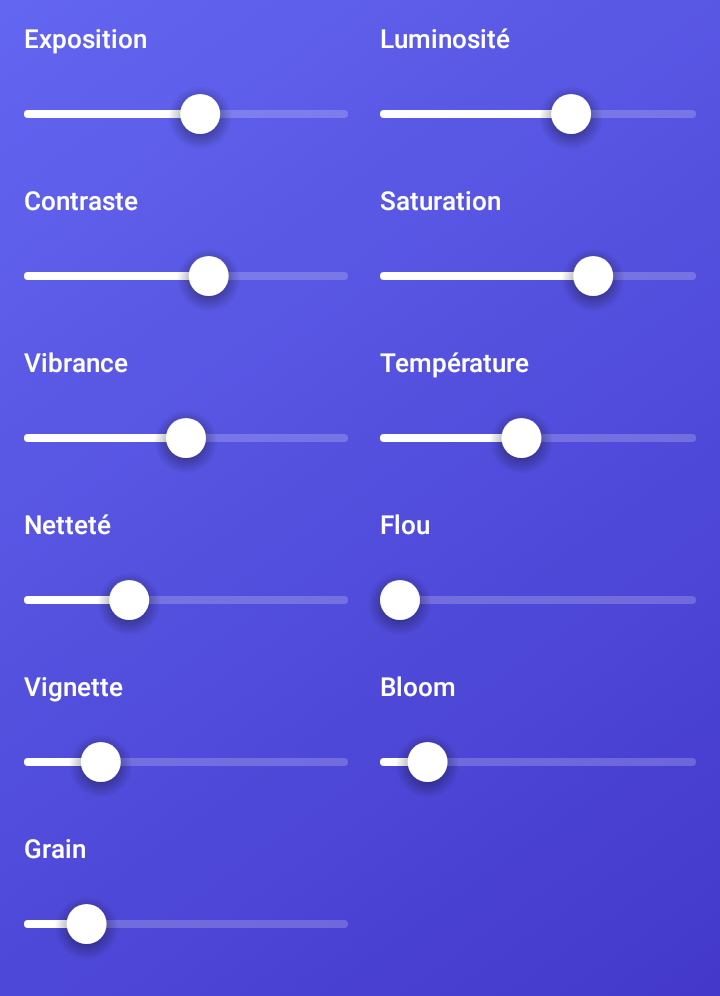 Exposition
Luminosité
Contraste
Saturation
Vibrance
Température
Netteté
Flou
Vignette
Bloom
Grain